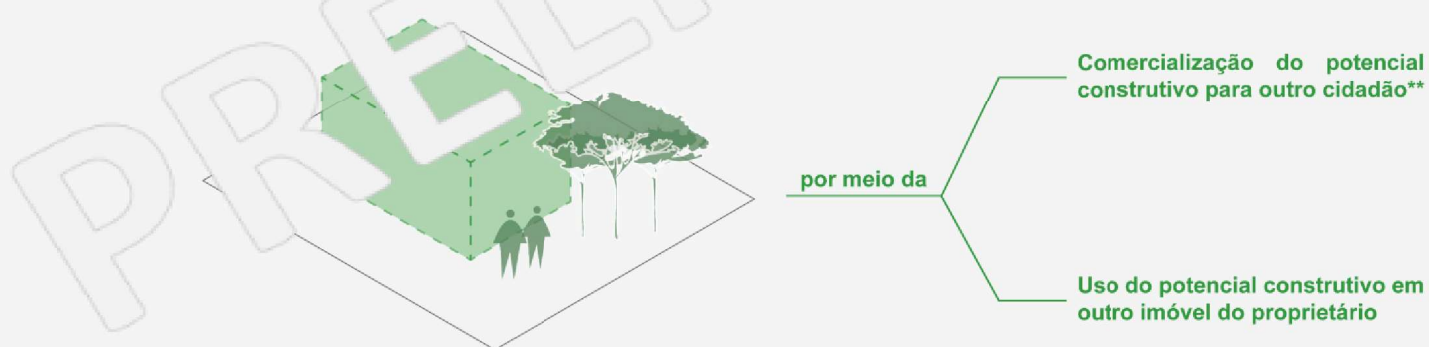 PREL
Comercialização do potencial
construtivo para outro cidadão**
por meio da
Uso do potencial construtivo em
outro imóvel do proprietário